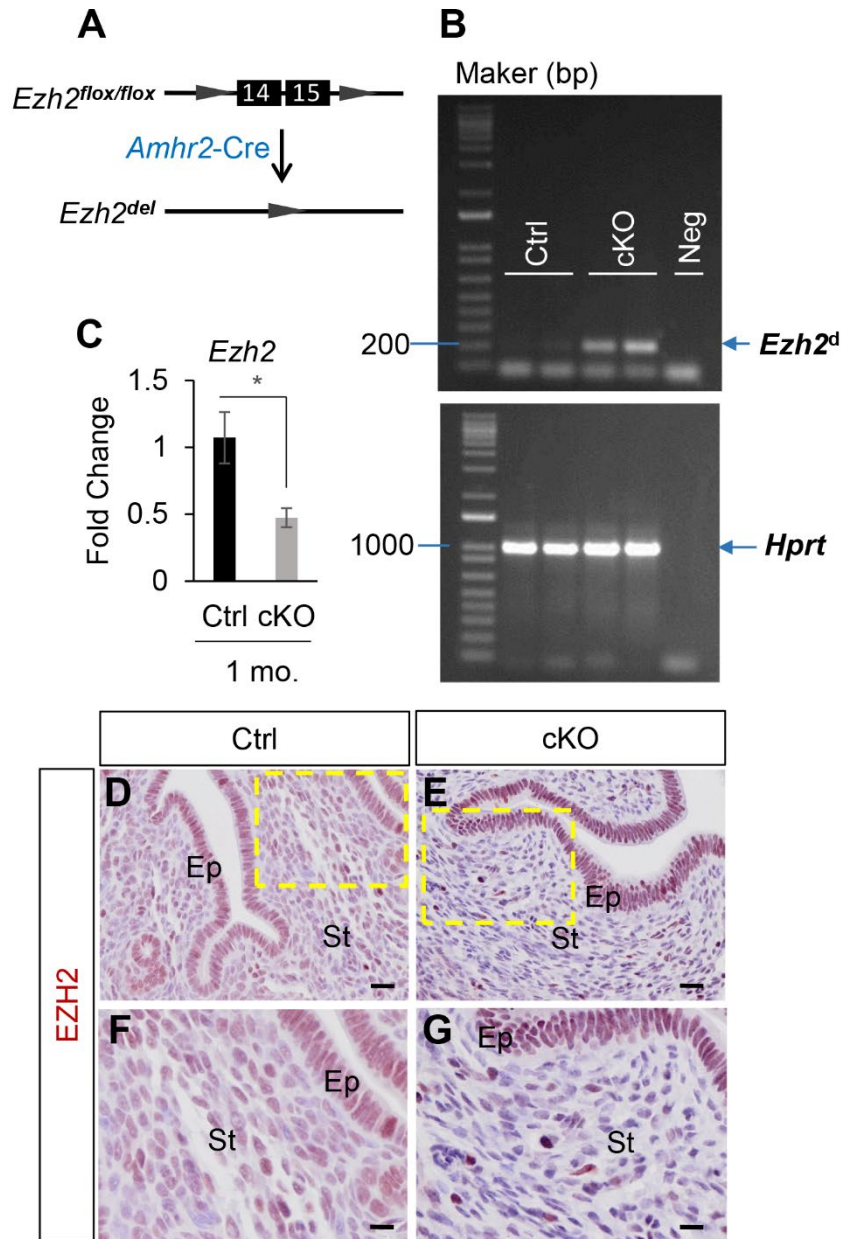 A
Ezh2flox/flox
14 15
Amhr2-Cre
Ezh2del
B
Maker (bp)
Ctrl
cKO
Neg
200
Ezh2d
1000
Hprt
C
Ezh2
*
Fold Change
1.5
1
0.5
0
Ctrl cKO
1 mo.
Ctrl
cKO
EZH2
D
Ep
St
E
Ep
St
F
Ep
St
G
Ep
St